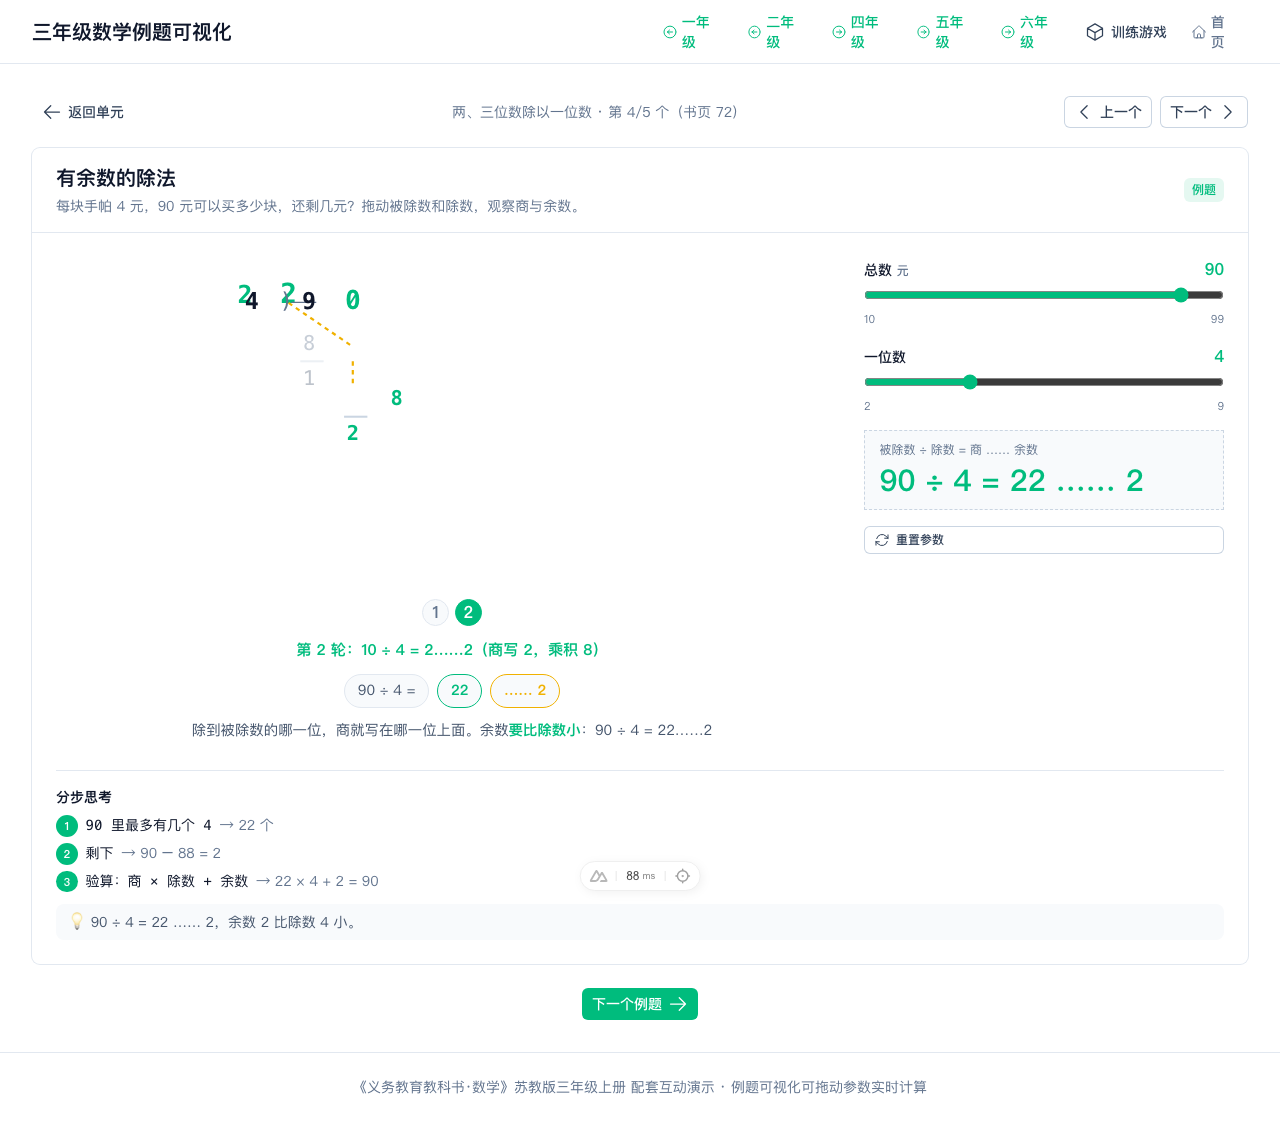 三年级数学例题可视化
一年级
二年级
四年级
五年级
六年级
训练游戏
首页
返回单元
两、三位数除以一位数 · 第 4/5 个（书页 72）
上一个
下一个
有余数的除法
每块手帕 4 元，90 元可以买多少块，还剩几元？拖动被除数和除数，观察商与余数。
例题
2 2
4 ) 9 0
8
1
8
2
总数 元 90
10 99
一位数 4
2 9
被除数 ÷ 除数 = 商 …… 余数
90 ÷ 4 = 22 …… 2
重置参数
1 2
第 2 轮：10 ÷ 4 = 2……2（商写 2，乘积 8）
90 ÷ 4 = 22 …… 2
除到被除数的哪一位，商就写在哪一位上面。余数要比除数小：90 ÷ 4 = 22……2
分步思考
1 90 里最多有几个 4 → 22 个
2 剩下 → 90 − 88 = 2
3 验算：商 × 除数 + 余数 → 22 × 4 + 2 = 90
88 ms
💡 90 ÷ 4 = 22 …… 2，余数 2 比除数 4 小。
下一个例题
《义务教育教科书·数学》苏教版三年级上册 配套互动演示 · 例题可视化可拖动参数实时计算